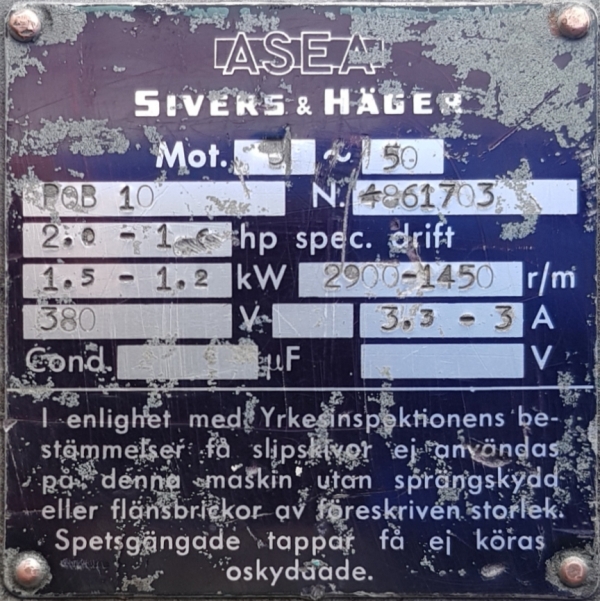 ASEA
SIVERS & HÄGER
Mot. 3 ~ 50
PQB 10 N. 4861703
2.0 - 1.6 hp spec. drift
1.5 - 1.2 kW 2900-1450 r/m
380 V 3.3 - 3 A
Cond. µF V
I enlighet med Yrkesinspektionens be-
stämmelser få slipskivor ej användas
på denna maskin utan sprängskydd
eller flänsbrickor av föreskriven storlek.
Spetsgängade tappar få ej köras
oskyddade.